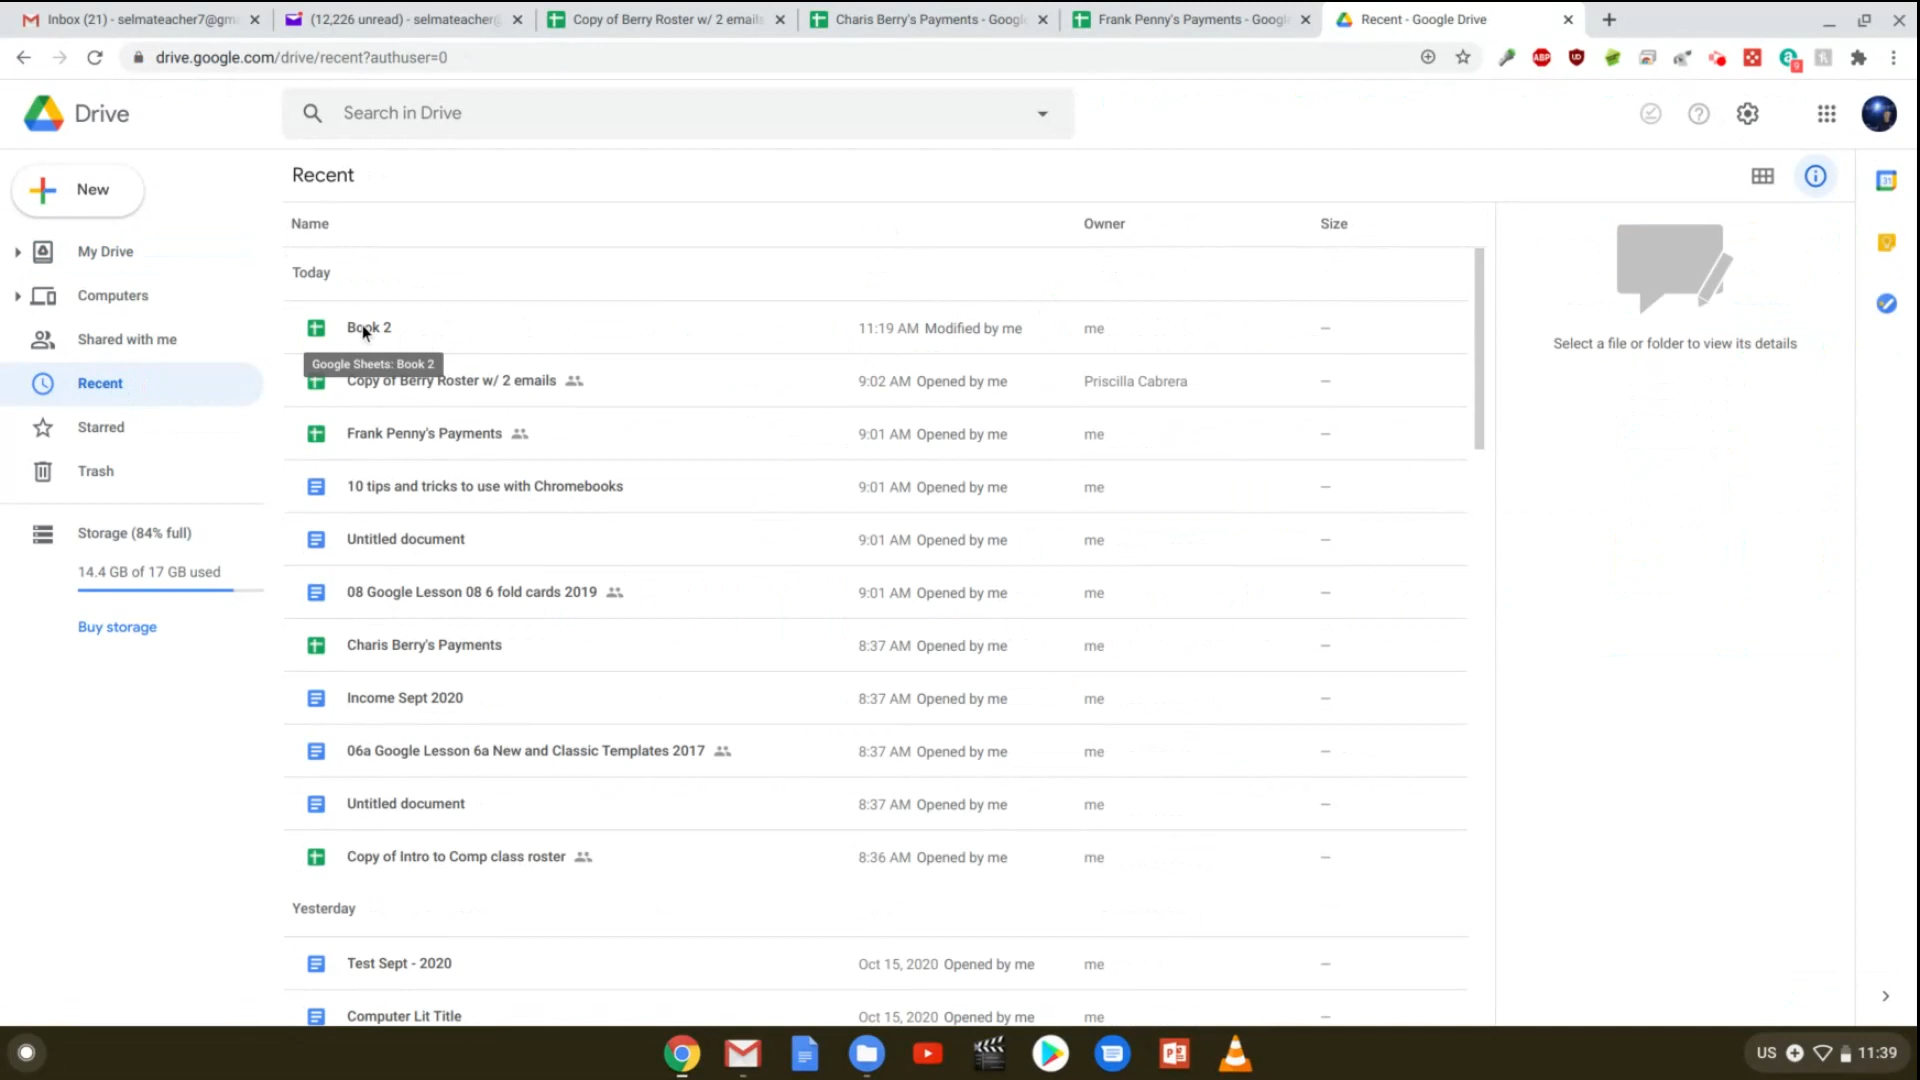 Inbox (21) - selmateacher7@gm
(12,226 unread) - selmateacher@
Copy of Berry Roster w/ 2 emails
Charis Berry's Payments - Google
Frank Penny's Payments - Google
Recent - Google Drive
drive.google.com/drive/recent?authuser=0
ABP
9
Drive
Search in Drive
New
Recent
31
Name
Owner
Size
My Drive
Today
Computers
Book 2
11:19 AM Modified by me
me
–
Shared with me
Select a file or folder to view its details
Google Sheets: Book 2
Recent
Copy of Berry Roster w/ 2 emails
9:02 AM Opened by me
Priscilla Cabrera
–
Starred
Frank Penny's Payments
9:01 AM Opened by me
me
–
Trash
10 tips and tricks to use with Chromebooks
9:01 AM Opened by me
me
–
Storage (84% full)
Untitled document
9:01 AM Opened by me
me
–
14.4 GB of 17 GB used
08 Google Lesson 08 6 fold cards 2019
9:01 AM Opened by me
me
–
Buy storage
Charis Berry's Payments
8:37 AM Opened by me
me
–
Income Sept 2020
8:37 AM Opened by me
me
–
06a Google Lesson 6a New and Classic Templates 2017
8:37 AM Opened by me
me
–
Untitled document
8:37 AM Opened by me
me
–
Copy of Intro to Comp class roster
8:36 AM Opened by me
me
–
Yesterday
Test Sept - 2020
Oct 15, 2020 Opened by me
me
–
Computer Lit Title
Oct 15, 2020 Opened by me
me
–
US
11:39